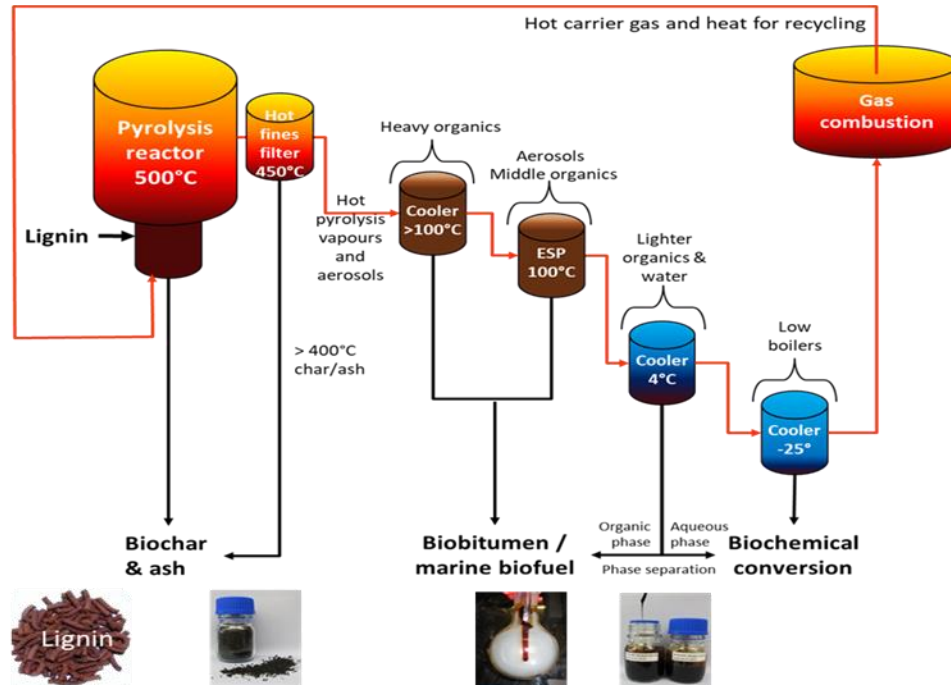 Hot carrier gas and heat for recycling
Pyrolysis
reactor
500°C
Hot
fines
filter
450°C
Gas
combustion
Heavy organics
Aerosols
Middle organics
Cooler
>100°C
Hot
pyrolysis
vapours
and
aerosols
Lignin
ESP
100°C
Lighter
organics &
water
Cooler
4°C
Low
boilers
Cooler
-25°
> 400°C
char/ash
Biochar
& ash
Biobitumen /
marine biofuel
Organic
phase
Aqueous
phase
Phase separation
Biochemical
conversion
Lignin